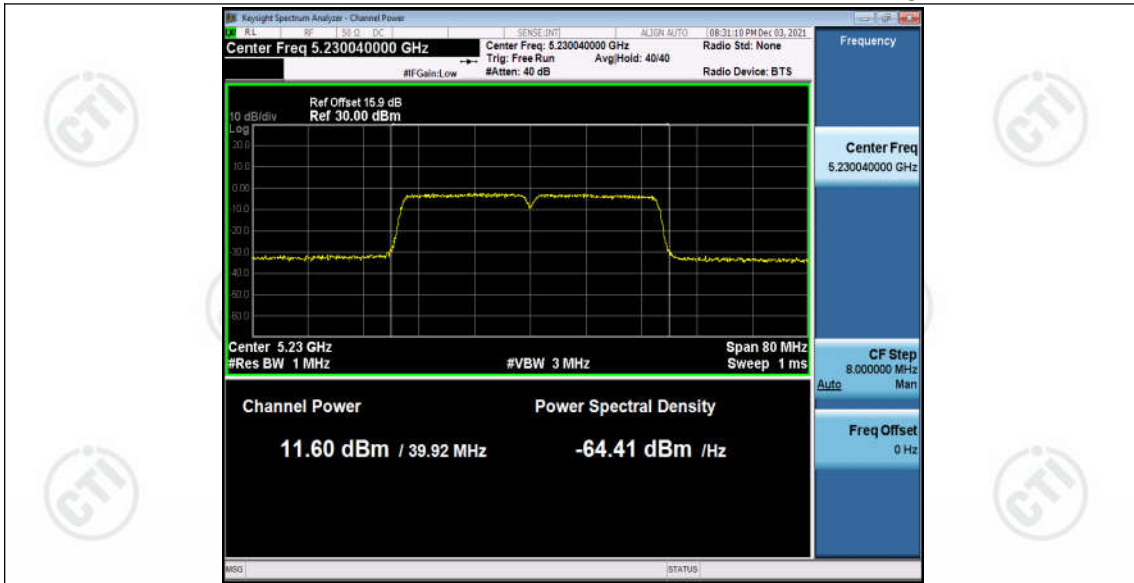 Keysight Spectrum Analyzer - Channel Power
RL RF 50 Ω DC SENSE:INT ALIGN AUTO 08:31:10 PM Dec 03, 2021
Center Freq 5.230040000 GHz
Center Freq: 5.230040000 GHz
Radio Std: None
Trig: Free Run Avg|Hold: 40/40
#IFGain:Low
#Atten: 40 dB
Radio Device: BTS
Frequency
Ref Offset 15.9 dB
10 dB/div Ref 30.00 dBm
Log
20.0
10.0
0.00
-10.0
-20.0
-30.0
-40.0
-50.0
-60.0
Center Freq
5.230040000 GHz
Center 5.23 GHz Span 80 MHz
#Res BW 1 MHz #VBW 3 MHz Sweep 1 ms
CF Step
8.000000 MHz
Auto Man
Freq Offset
0 Hz
Channel Power Power Spectral Density
11.60 dBm / 39.92 MHz -64.41 dBm /Hz
MSG STATUS
CTI
CTI
CTI
CTI